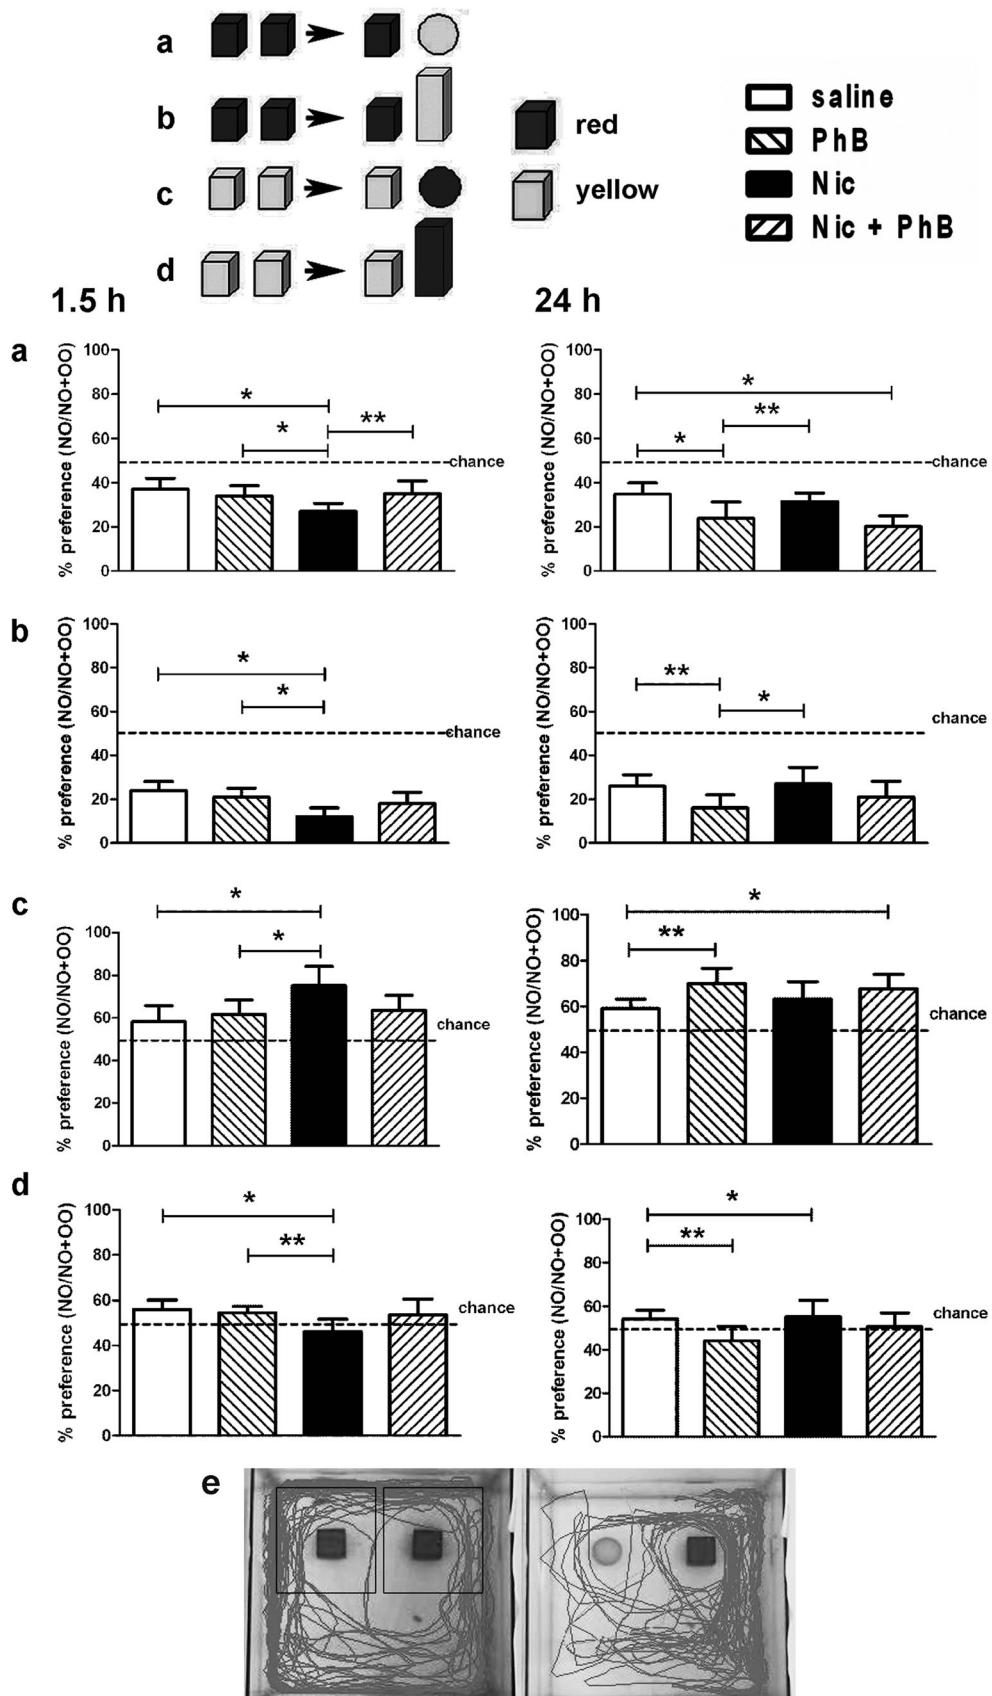 a
b
c
d
red
yellow
saline
PhB
Nic
Nic + PhB
1.5 h
24 h
a
% preference (NO/NO+OO)
100
80
60
40
20
0
*
*
**
chance
% preference (NO/NO+OO)
100
80
60
40
20
0
*
**
*
chance
b
% preference (NO/NO+OO)
100
80
60
40
20
0
*
*
chance
% preference (NO/NO+OO)
100
80
60
40
20
0
**
*
chance
c
% preference (NO/NO+OO)
100
80
60
40
20
0
*
*
chance
% preference (NO/NO+OO)
100
80
60
40
20
0
*
**
chance
d
% preference (NO/NO+OO)
100
80
60
40
20
0
*
**
chance
% preference (NO/NO+OO)
100
80
60
40
20
0
*
**
chance
e